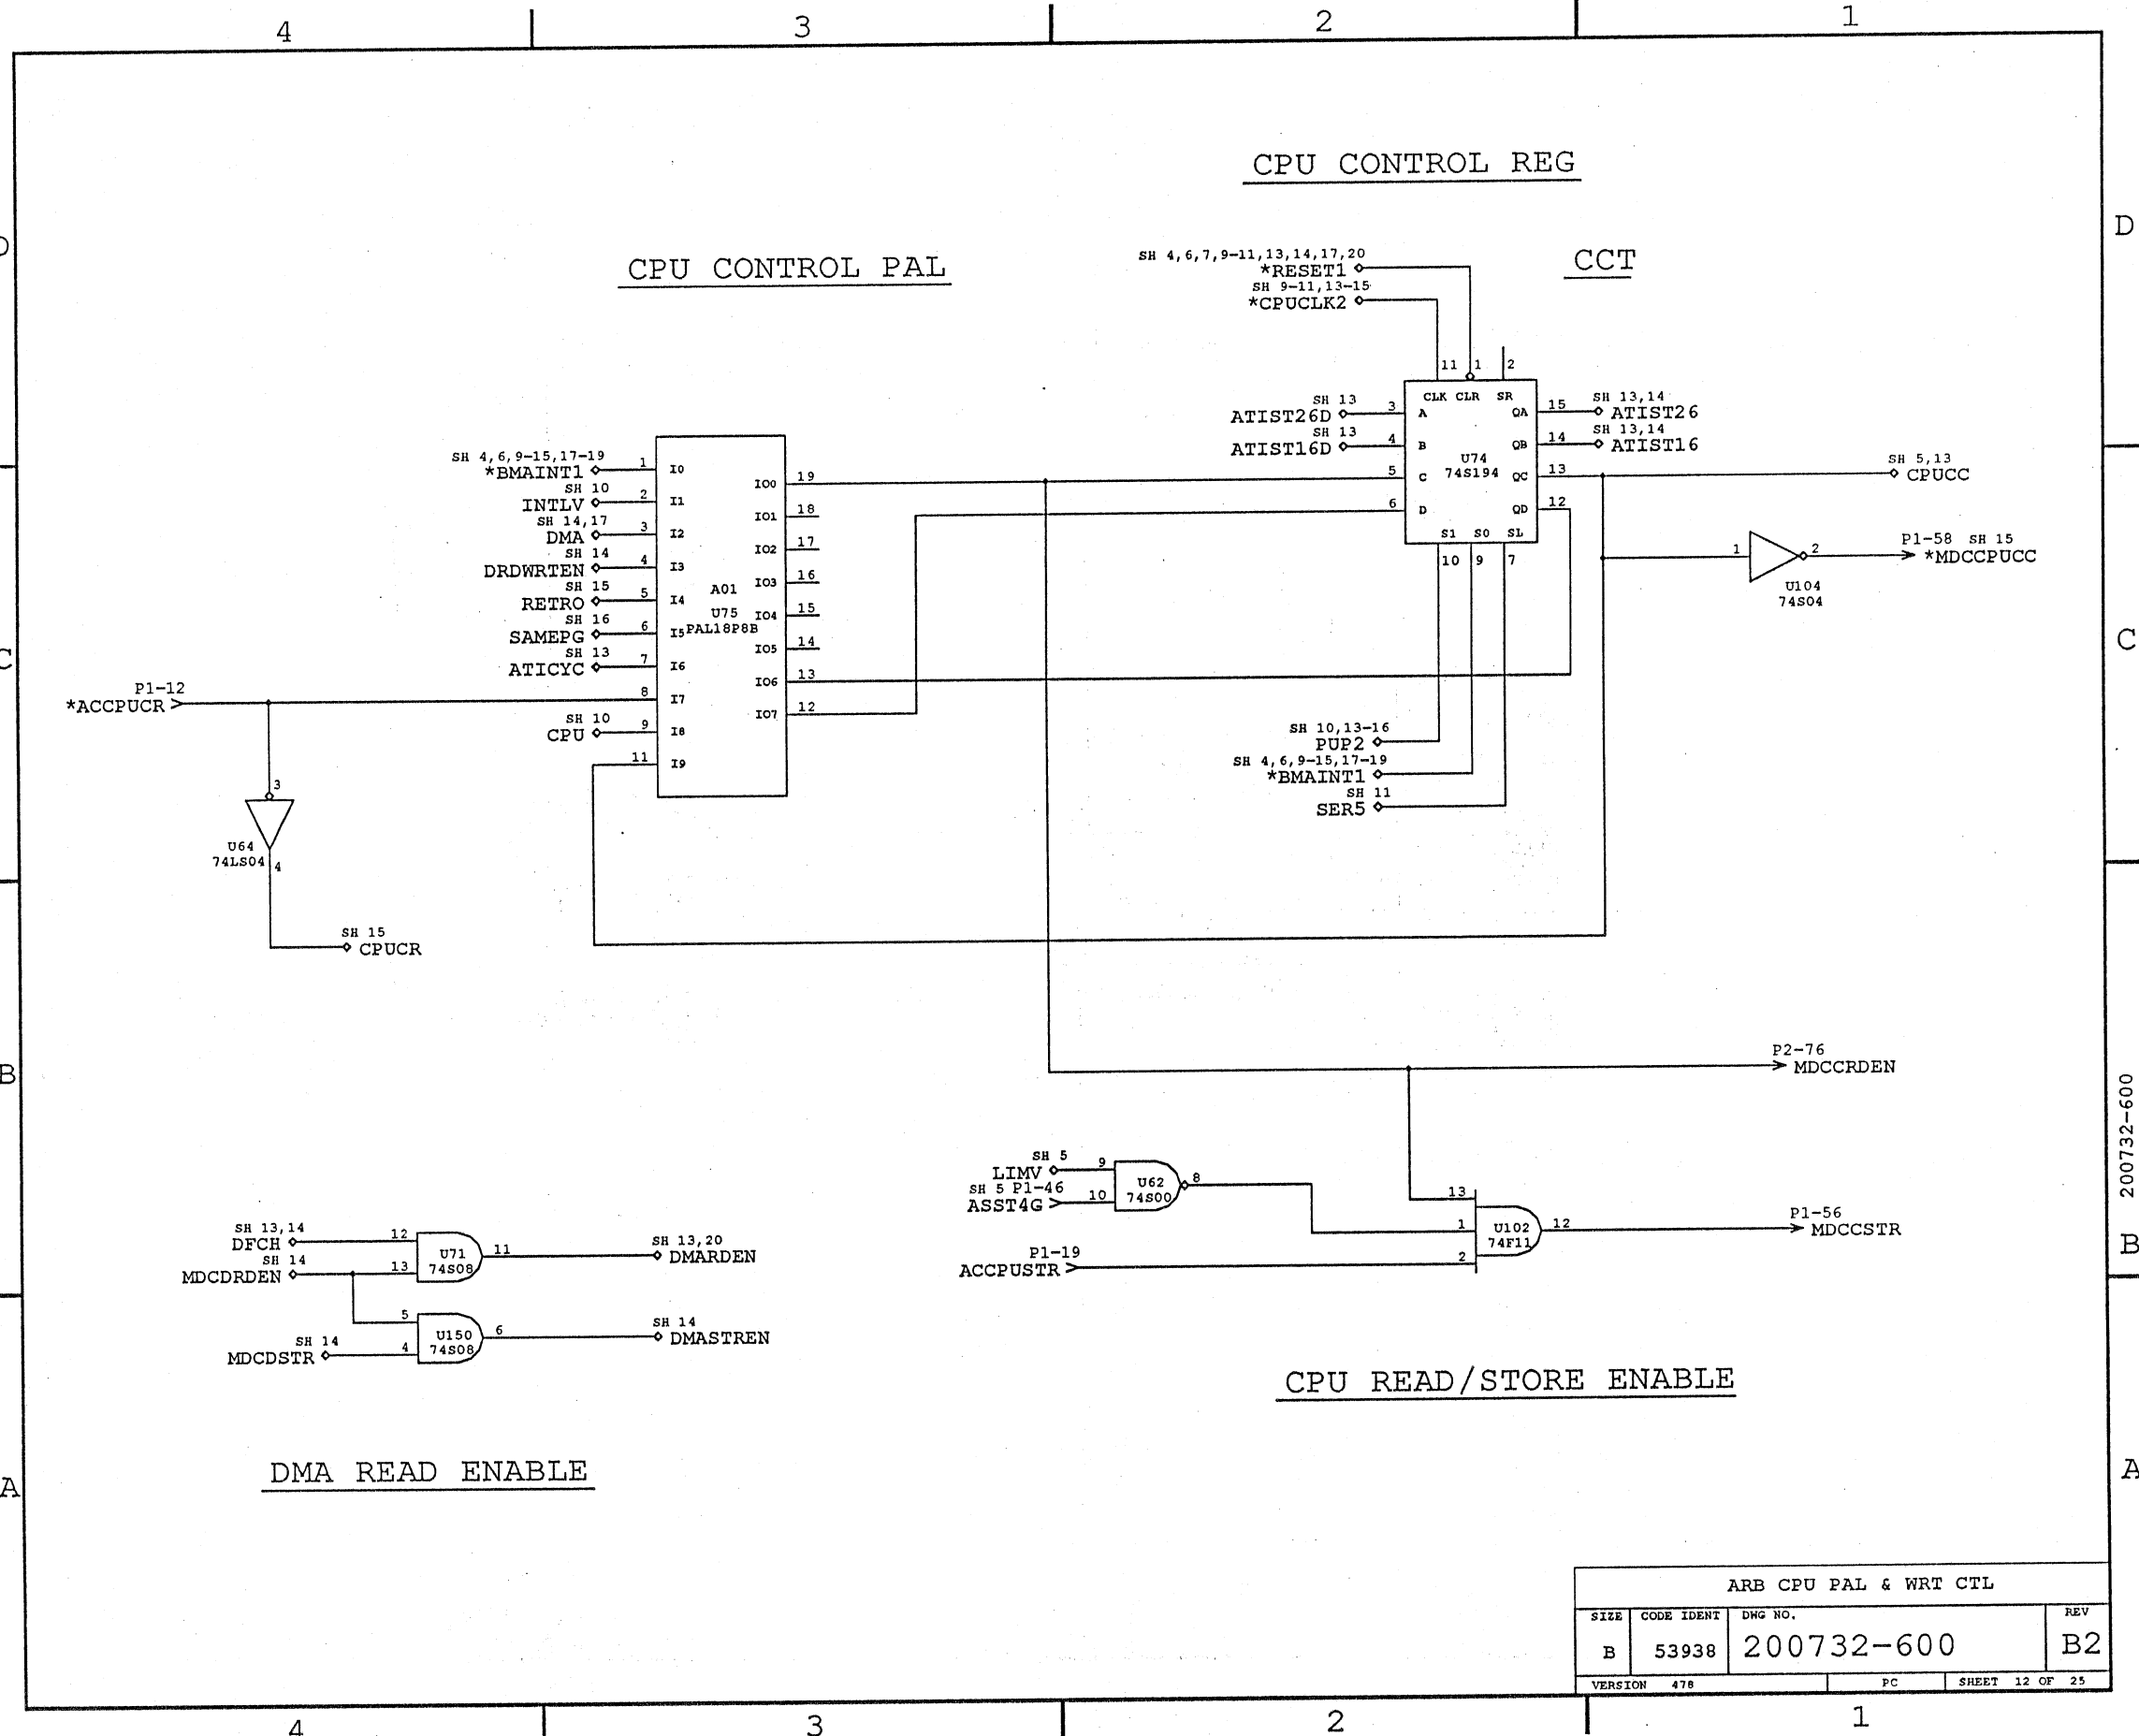 4 3 2 1
CPU CONTROL REG
D D
CPU CONTROL PAL
CCT
SH 4,6,7,9-11,13,14,17,20
*RESET1
SH 9-11,13-15
*CPUCLK2
11 1 2
CLK CLR SR
SH 13
ATIST26D 3 A
QA 15 SH 13,14
ATIST26
SH 13
ATIST16D 4 B
QB 14 SH 13,14
ATIST16
U74
74S194
5 C
QC 13
SH 5,13
CPUCC
6 D
QD 12
S1 S0 SL
10 9 7
1 2
P1-58 SH 15
*MDCCPUCC
U104
74S04
SH 4,6,9-15,17-19
*BMAINT1 1 I0
SH 10
INTLV 2 I1
SH 14,17
DMA 3 I2
SH 14
DRDWRTEN 4 I3
SH 15
RETRO 5 I4
SH 16
SAMEPG 6 I5
SH 13
ATICYC 7 I6
P1-12
*ACCPUCR
8 I7
SH 10
CPU 9 I8
11 I9
A01
U75
PAL18P8B
IO0 19
IO1 18
IO2 17
IO3 16
IO4 15
IO5 14
IO6 13
IO7 12
C C
SH 10,13-16
PUP2
SH 4,6,9-15,17-19
*BMAINT1
SH 11
SER5
3
U64
74LS04
4
SH 15
CPUCR
P2-76
MDCCRDEN
B B
SH 5
LIMV 9
SH 5 P1-46
ASST4G 10
U62
74S00
8
13
1
2
U102
74F11
12
P1-56
MDCCSTR
P1-19
ACCPUSTR
SH 13,14
DFCH 12
SH 14
MDCDRDEN 13
U71
74S08
11
SH 13,20
DMARDEN
5
SH 14
MDCDSTR 4
U150
74S08
6
SH 14
DMASTREN
CPU READ/STORE ENABLE
DMA READ ENABLE
A A
200732-600
ARB CPU PAL & WRT CTL
SIZE CODE IDENT DWG NO. REV
B 53938 200732-600 B2
VERSION 478 PC SHEET 12 OF 25
4 3 2 1